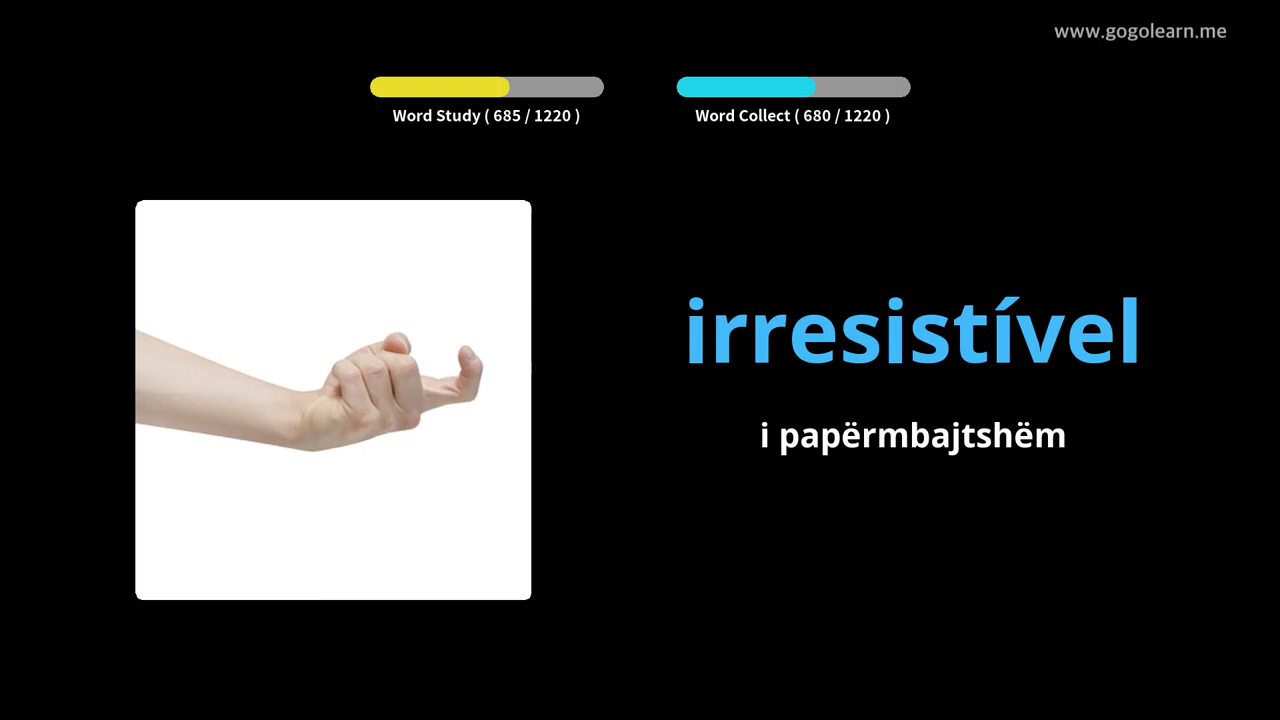 www.gogolearn.me
Word Study ( 685 / 1220 )
Word Collect ( 680 / 1220 )
irresistível
i papërmbajtshëm